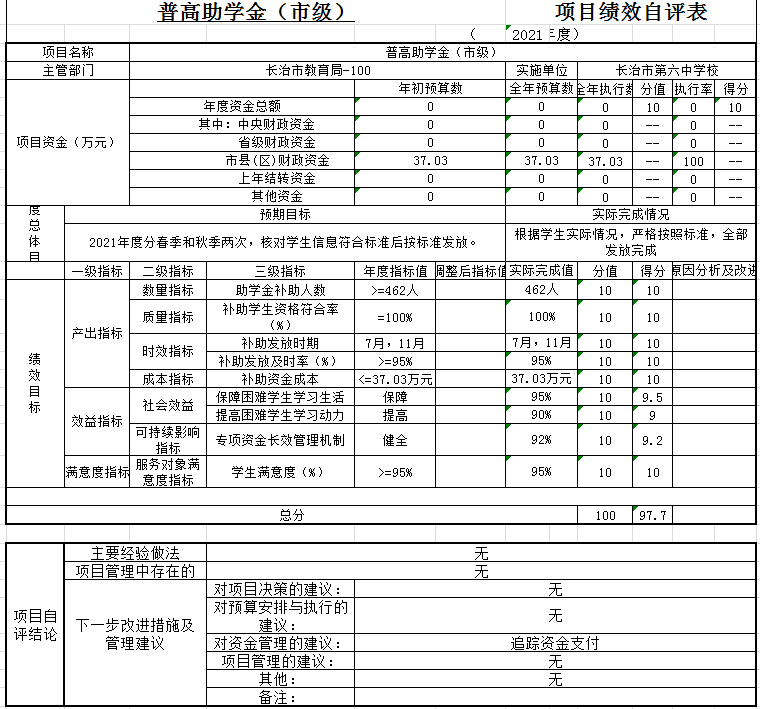 普高助学金（市级） 项目绩效自评表
（ 2021年度）
项目名称 普高助学金（市级）
主管部门 长治市教育局-100 实施单位 长治市第六中学校
项目资金（万元） 年初预算数 全年预算数 全年执行数 分值 执行率 得分
年度资金总额 0 0 0 10 0 10
其中：中央财政资金 0 0 0 -- 0 --
省级财政资金 0 0 0 -- 0 --
市县(区)财政资金 37.03 37.03 37.03 -- 100 --
上年结转资金 0 0 0 -- 0 --
其他资金 0 0 0 -- 0 --
度总体目 预期目标 实际完成情况
2021年度分春季和秋季两次，核对学生信息符合标准后按标准发放。 根据学生实际情况，严格按照标准，全部
发放完成
绩效目标 一级指标 二级指标 三级指标 年度指标值 调整后指标值 实际完成值 分值 得分 原因分析及改进
产出指标 数量指标 助学金补助人数 >=462人 462人 10 10
质量指标 补助学生资格符合率
（%） =100% 100% 10 10
时效指标 补助发放时期 7月，11月 7月，11月 10 10
补助发放及时率（%） >=95% 95% 10 10
成本指标 补助资金成本 <=37.03万元 37.03万元 10 10
效益指标 社会效益 保障困难学生学习生活 保障 95% 10 9.5
提高困难学生学习动力 提高 90% 10 9
可持续影响
指标 专项资金长效管理机制 健全 92% 10 9.2
满意度指标 服务对象满
意度指标 学生满意度（%） >=95% 95% 10 10
总分 100 97.7
项目自
评结论 主要经验做法 无
项目管理中存在的 无
下一步改进措施及
管理建议 对项目决策的建议： 无
对预算安排与执行的
建议： 无
对资金管理的建议： 追踪资金支付
项目管理的建议： 无
其他： 无
备注：